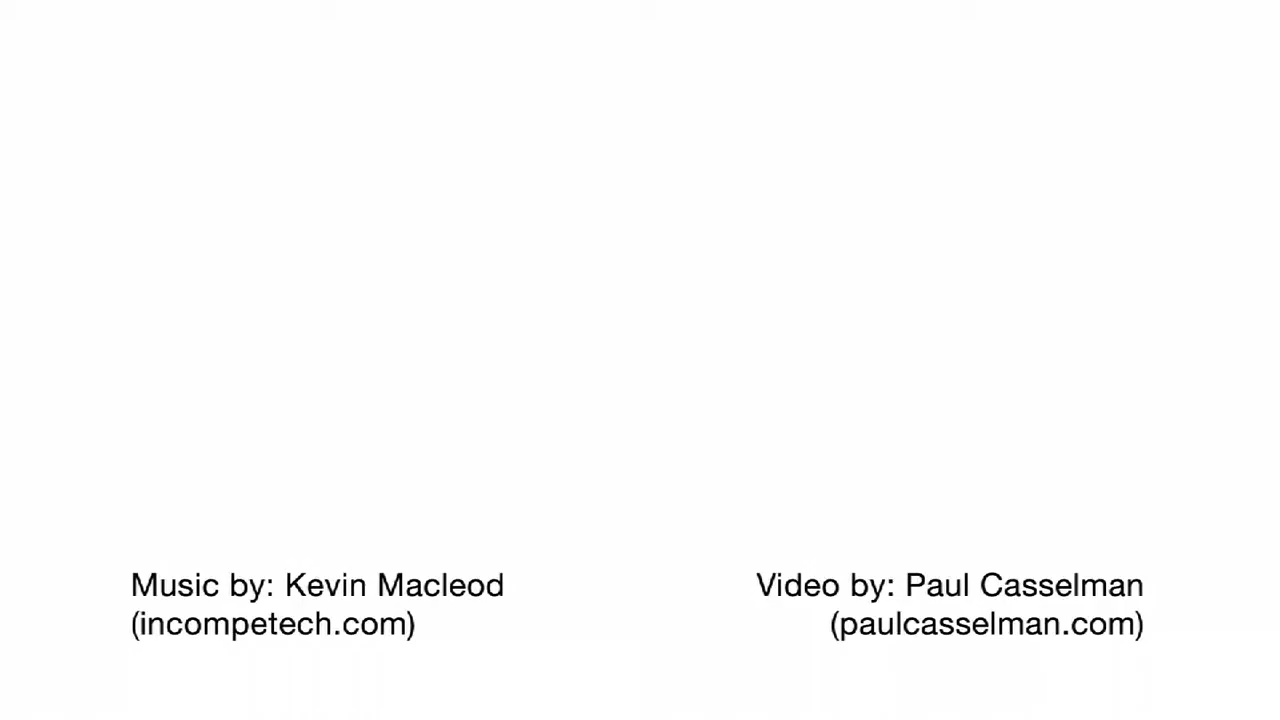 Music by: Kevin Macleod
(incompetech.com)
Video by: Paul Casselman
(paulcasselman.com)